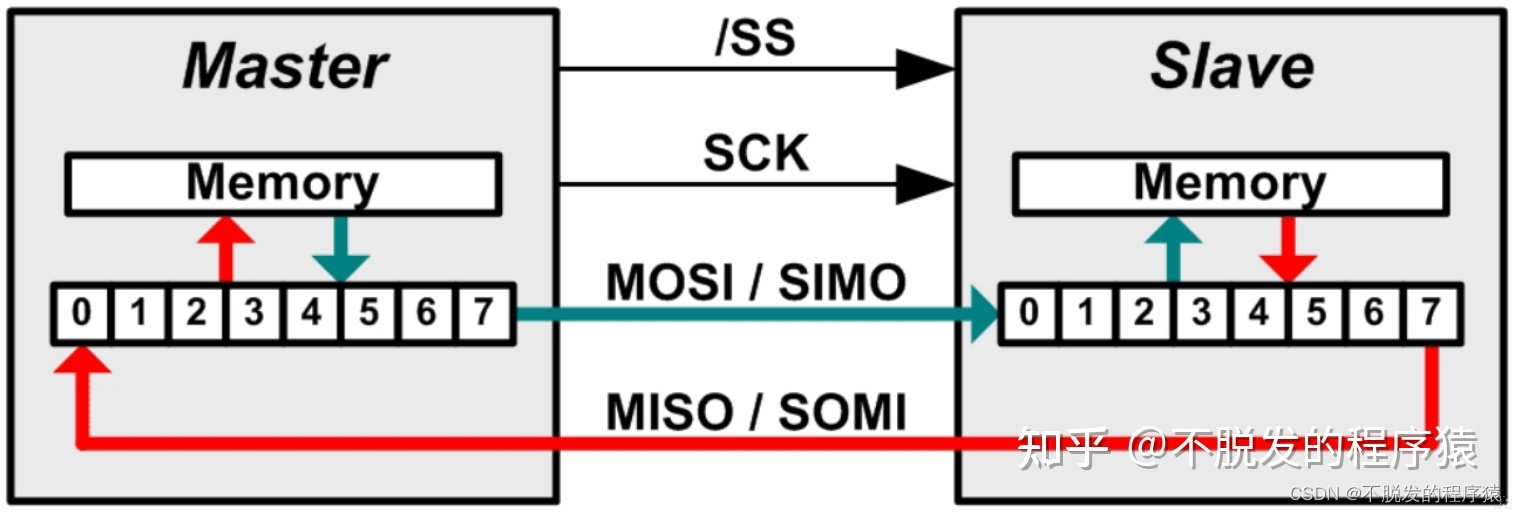 Master
/SS
Slave
SCK
Memory
Memory
MOSI / SIMO
0 1 2 3 4 5 6 7
0 1 2 3 4 5 6 7
MISO / SOMI
知乎 @不脱发的程序猿
CSDN @不脱发的程序猿